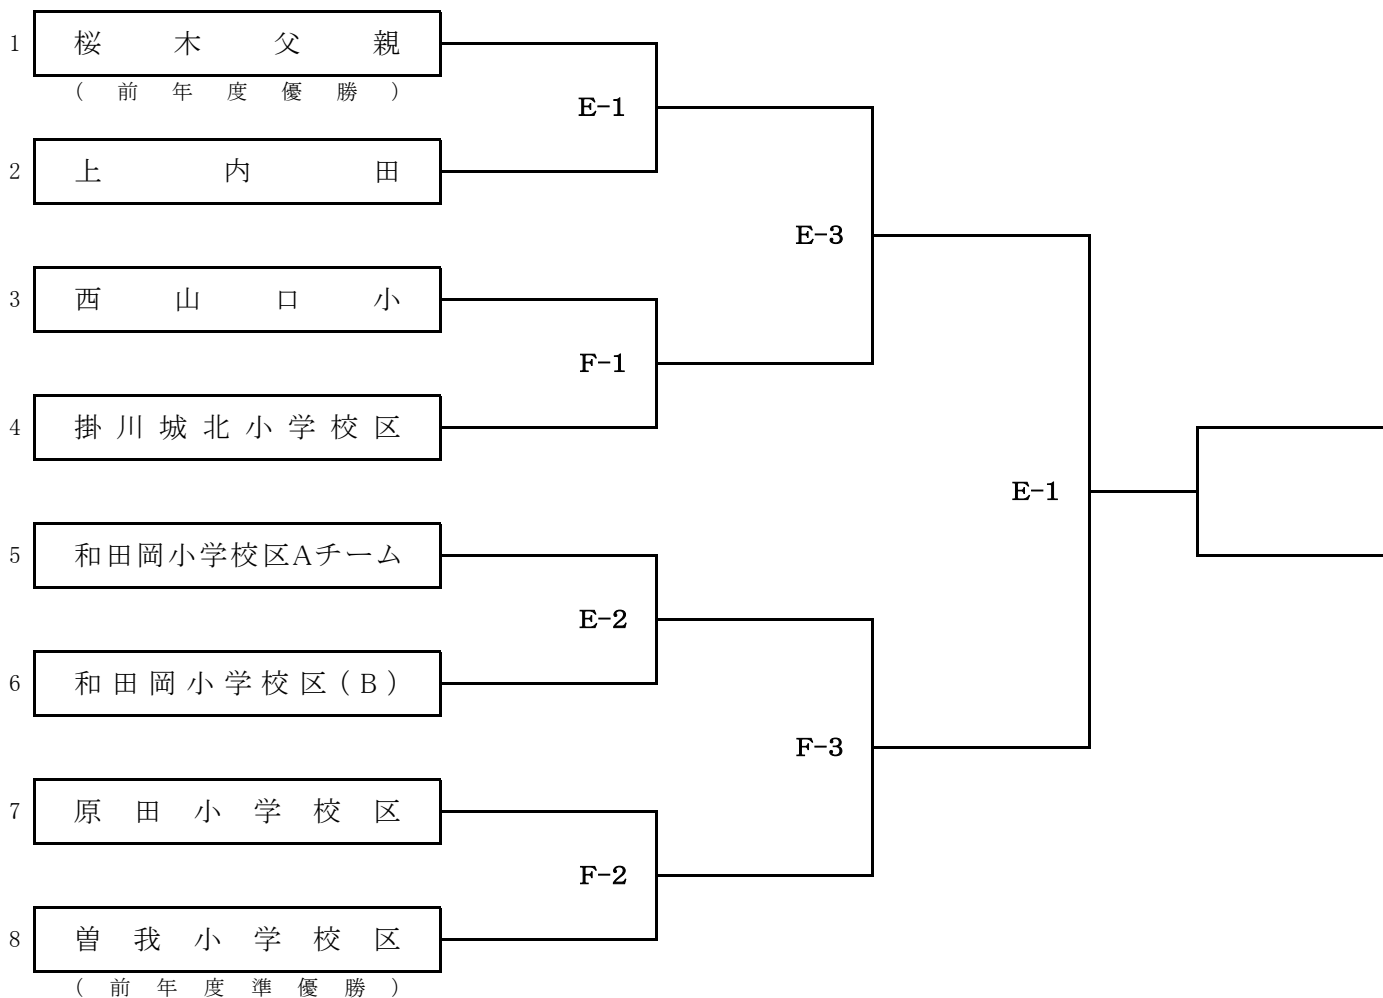 1 桜木父親
(前年度優勝)
E-1
2 上内田
E-3
3 西山口小
F-1
4 掛川城北小学校区
E-1
5 和田岡小学校区Aチーム
E-2
6 和田岡小学校区(B)
F-3
7 原田小学校区
F-2
8 曽我小学校区
(前年度準優勝)